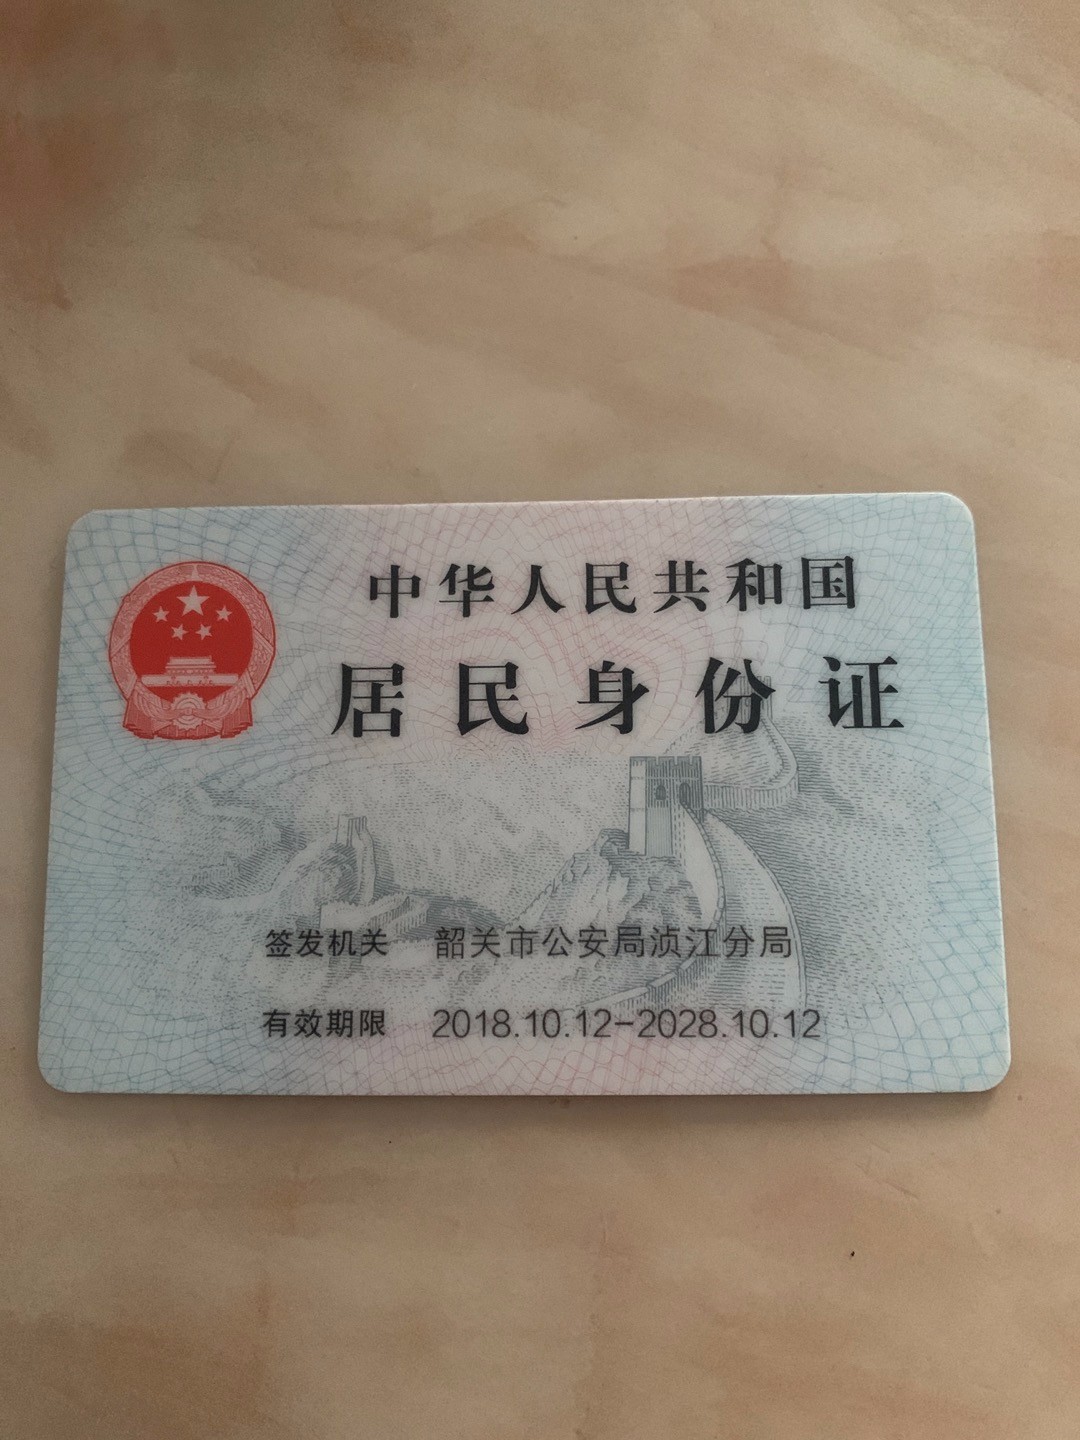 中华人民共和国
居民身份证
签发机关 韶关市公安局浈江分局
有效期限 2018.10.12-2028.10.12